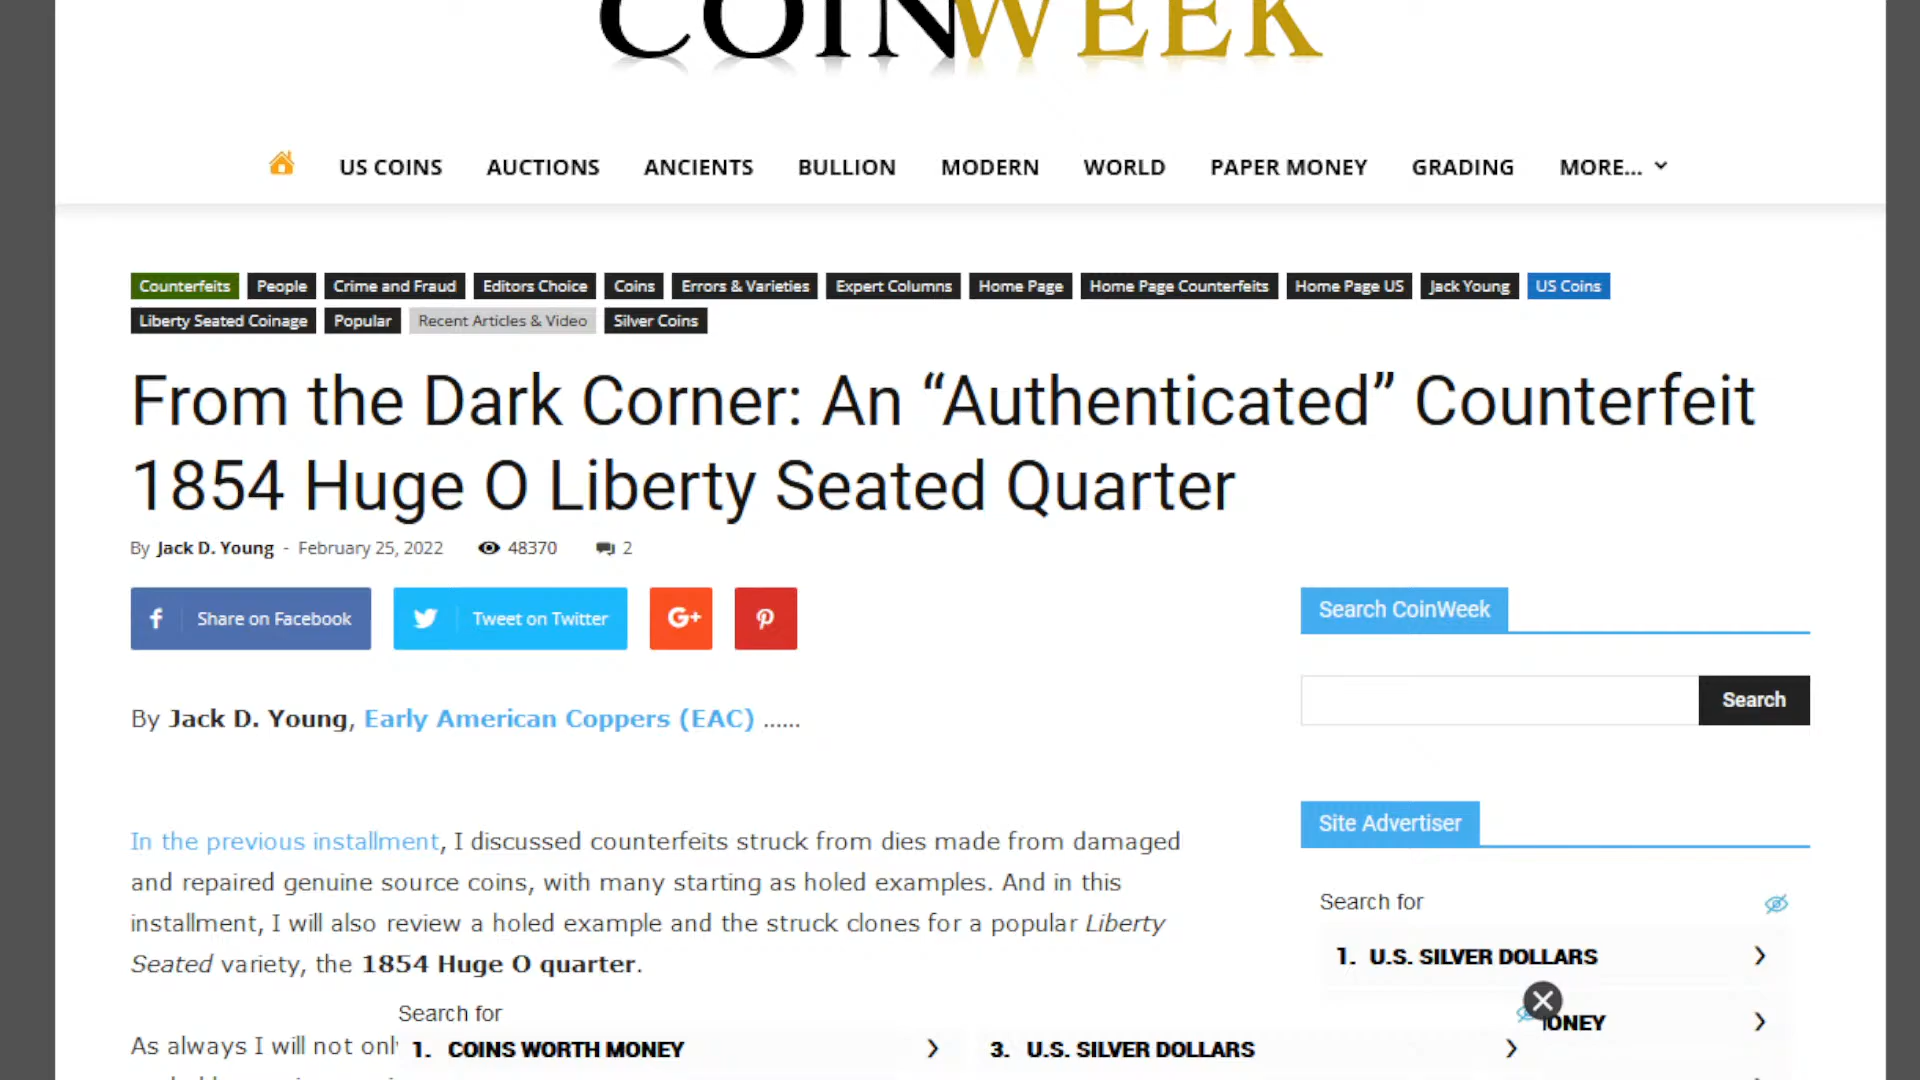 COINWEEK
US COINS AUCTIONS ANCIENTS BULLION MODERN WORLD PAPER MONEY GRADING MORE...
Counterfeits People Crime and Fraud Editors Choice Coins Errors & Varieties Expert Columns Home Page Home Page Counterfeits Home Page US Jack Young US Coins
Liberty Seated Coinage Popular Recent Articles & Video Silver Coins
From the Dark Corner: An “Authenticated” Counterfeit
1854 Huge O Liberty Seated Quarter
By Jack D. Young - February 25, 2022 48370 2
Share on Facebook Tweet on Twitter G+
Search CoinWeek
Search
By Jack D. Young, Early American Coppers (EAC) ......
In the previous installment, I discussed counterfeits struck from dies made from damaged
and repaired genuine source coins, with many starting as holed examples. And in this
installment, I will also review a holed example and the struck clones for a popular Liberty
Seated variety, the 1854 Huge O quarter.
As always I will not only
Site Advertiser
Search for
1. U.S. SILVER DOLLARS
ONEY
Search for
1. COINS WORTH MONEY
3. U.S. SILVER DOLLARS